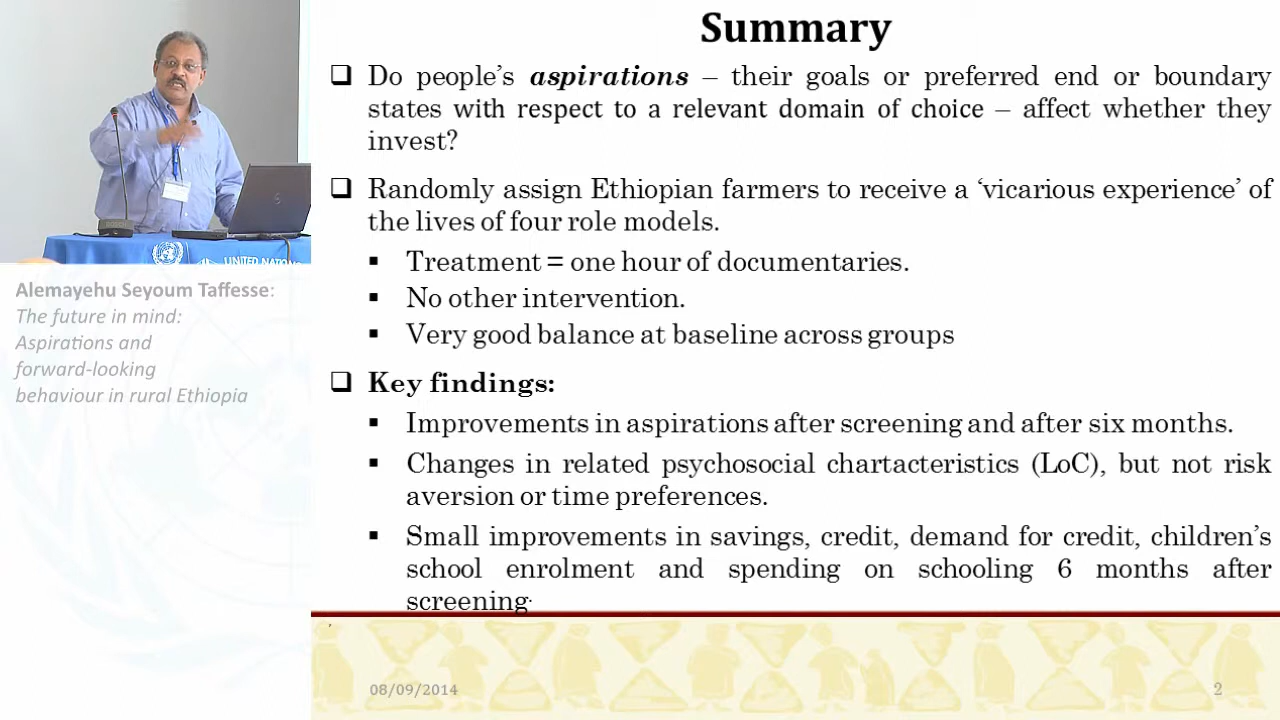 Summary
❑ Do people's aspirations – their goals or preferred end or boundary
states with respect to a relevant domain of choice – affect whether they
invest?
❑ Randomly assign Ethiopian farmers to receive a 'vicarious experience' of
the lives of four role models.
▪ Treatment = one hour of documentaries.
▪ No other intervention.
▪ Very good balance at baseline across groups
❑ Key findings:
▪ Improvements in aspirations after screening and after six months.
▪ Changes in related psychosocial chartacteristics (LoC), but not risk
aversion or time preferences.
▪ Small improvements in savings, credit, demand for credit, children's
school enrolment and spending on schooling 6 months after
screening.
08/09/2014
2
UNITED NATIONS
Alemayehu Seyoum Taffesse:
The future in mind:
Aspirations and
forward-looking
behaviour in rural Ethiopia